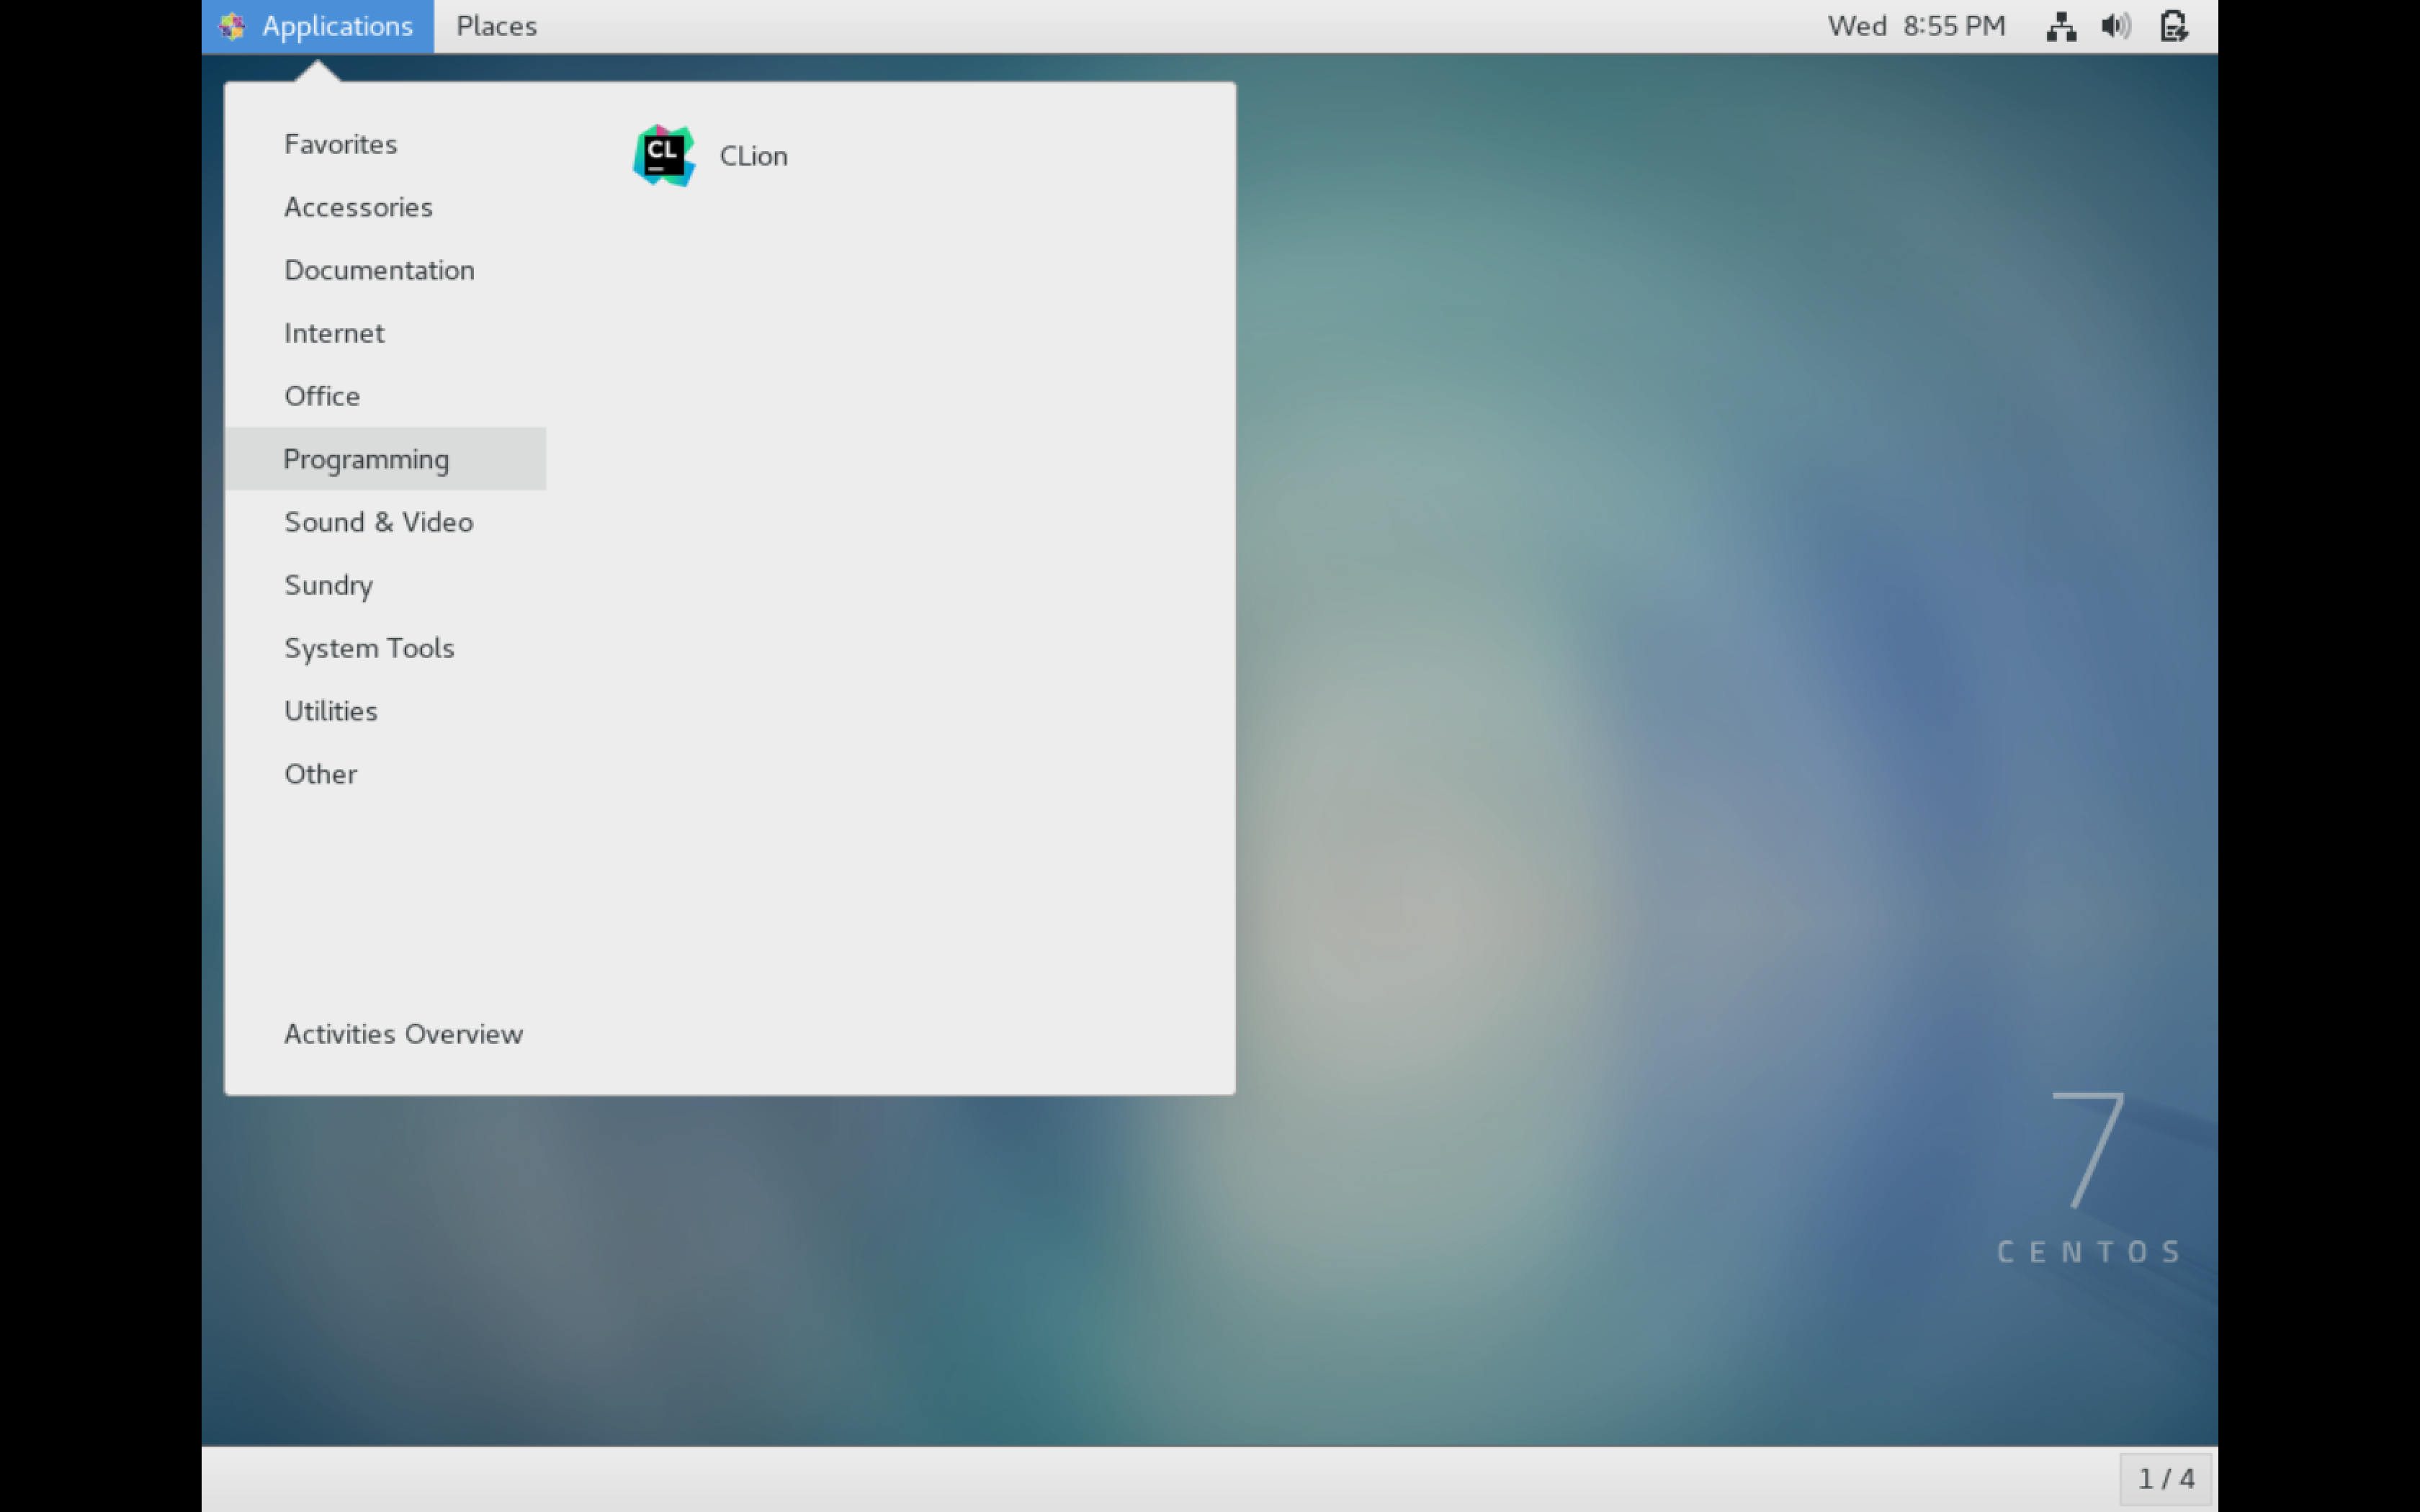 Applications Places Wed 8:55 PM
Favorites
CL CLion
Accessories
Documentation
Internet
Office
Programming
Sound & Video
Sundry
System Tools
Utilities
Other
Activities Overview
7
CENTOS
1 / 4